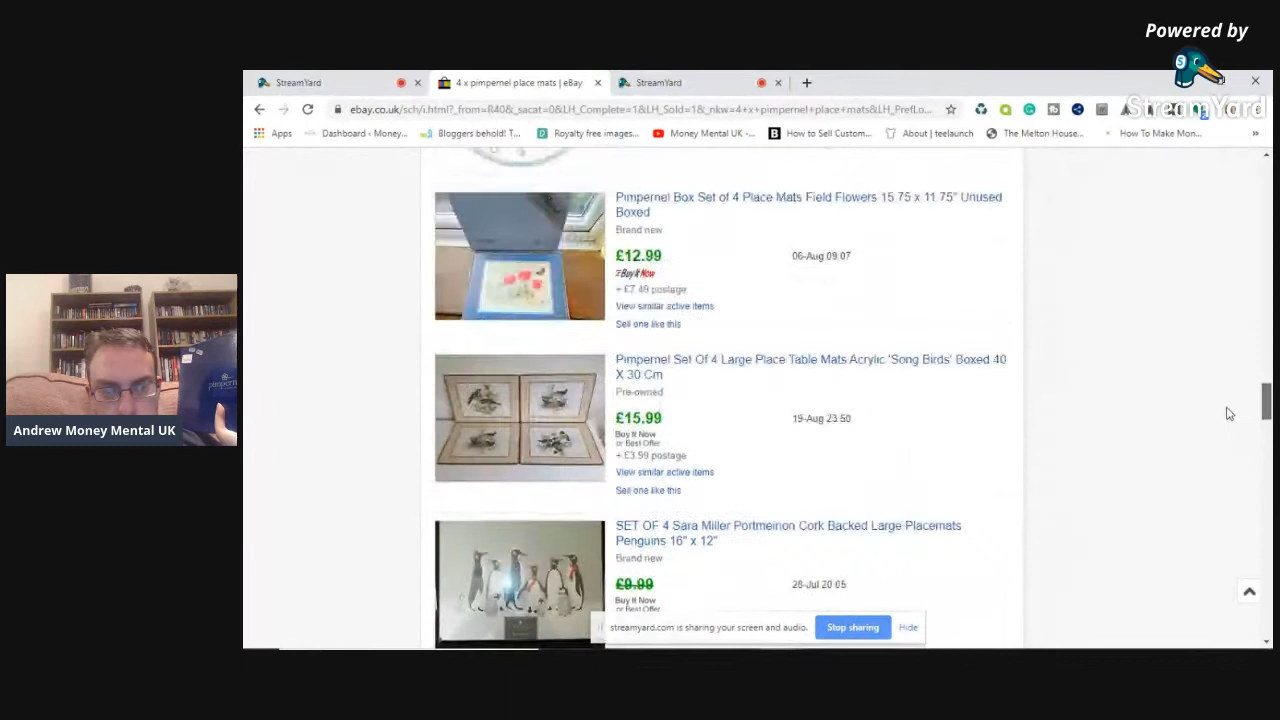 Powered by
StreamYard
StreamYard
4 x pimpernel place mats | eBay
StreamYard
ebay.co.uk/sch/i.html?_from=R40&_sacat=0&LH_Complete=1&LH_Sold=1&_nkw=4+x+pimpernel+place+mats&LH_PrefLo...
Apps
Dashboard ‹ Money...
Bloggers behold! T...
Royalty free images...
Money Mental UK -...
How to Sell Custom...
About | teelaunch
The Melton House...
How To Make Mon...
Pimpernel Box Set of 4 Place Mats Field Flowers 15.75 x 11.75" Unused
Boxed
Brand new
£12.99
06-Aug 09:07
Buy It Now
+ £7.49 postage
View similar active items
Sell one like this
Pimpernel Set Of 4 Large Place Table Mats Acrylic 'Song Birds' Boxed 40
X 30 Cm
Pre-owned
£15.99
19-Aug 23:50
Buy It Now
or Best Offer
+ £3.99 postage
View similar active items
Sell one like this
SET OF 4 Sara Miller Portmeirion Cork Backed Large Placemats
Penguins 16" x 12"
Brand new
£9.99
28-Jul 20:05
Buy It Now
or Best Offer
streamyard.com is sharing your screen and audio.
Stop sharing
Hide
pimpernel
Andrew Money Mental UK